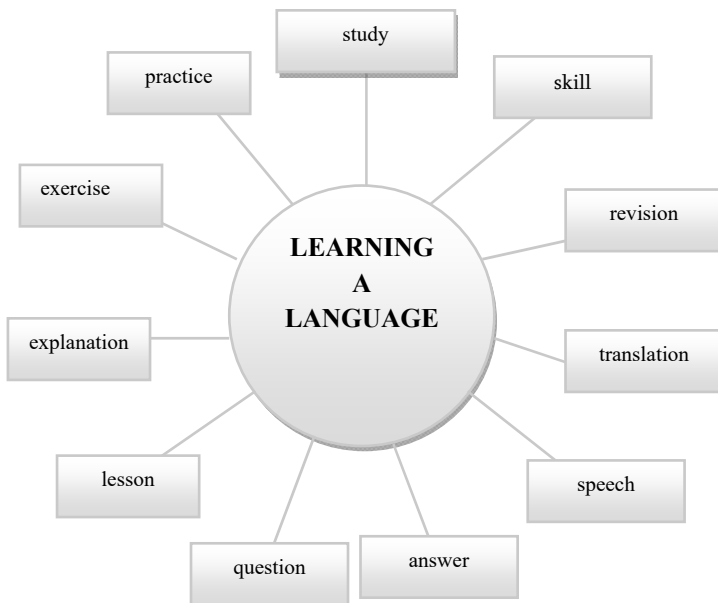 study
practice
skill
exercise
revision
LEARNING
A
LANGUAGE
explanation
translation
lesson
speech
question
answer